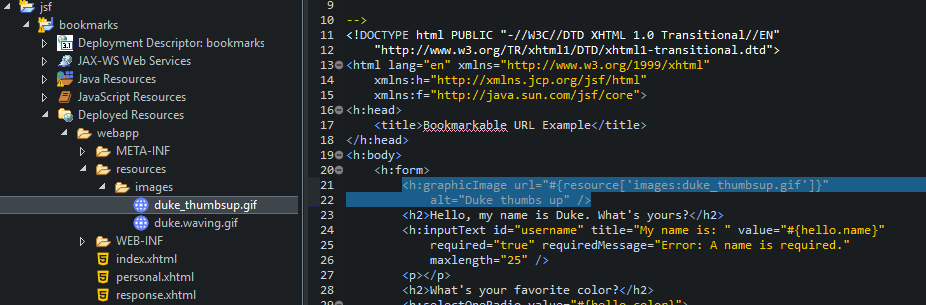 jsf
bookmarks
Deployment Descriptor: bookmarks
JAX-WS Web Services
Java Resources
JavaScript Resources
Deployed Resources
webapp
META-INF
resources
images
duke_thumbsup.gif
duke.waving.gif
WEB-INF
index.xhtml
personal.xhtml
response.xhtml
9
10 -->
11 <!DOCTYPE html PUBLIC "-//W3C//DTD XHTML 1.0 Transitional//EN"
12 "http://www.w3.org/TR/xhtml1/DTD/xhtml1-transitional.dtd">
13 <html lang="en" xmlns="http://www.w3.org/1999/xhtml"
14 xmlns:h="http://xmlns.jcp.org/jsf/html"
15 xmlns:f="http://java.sun.com/jsf/core">
16 <h:head>
17 <title>Bookmarkable URL Example</title>
18 </h:head>
19 <h:body>
20 <h:form>
21 <h:graphicImage url="#{resource['images:duke_thumbsup.gif']}"
22 alt="Duke thumbs up" />
23 <h2>Hello, my name is Duke. What's yours?</h2>
24 <h:inputText id="username" title="My name is: " value="#{hello.name}"
25 required="true" requiredMessage="Error: A name is required."
26 maxlength="25" />
27 <p></p>
28 <h2>What's your favorite color?</h2>
29 <h:selectOneRadio value="#{hello.color}">